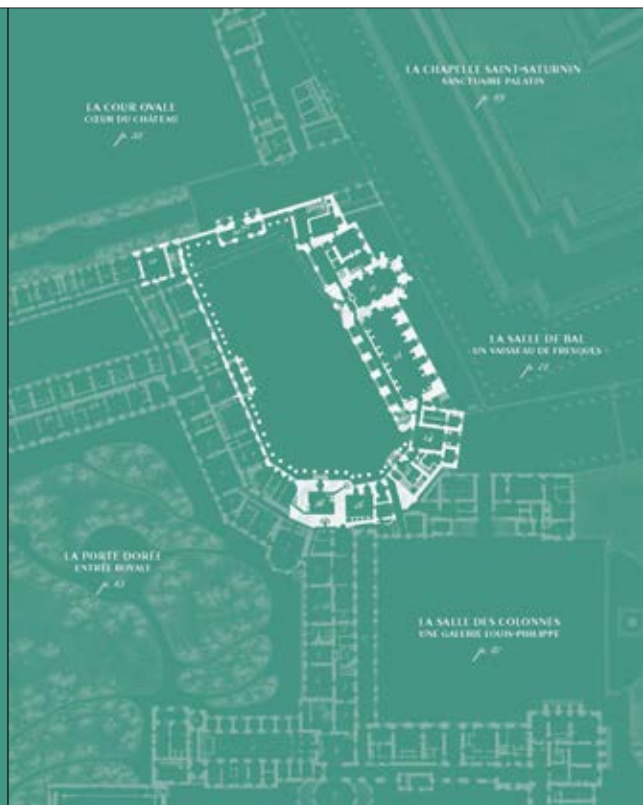 LA CHAPELLE SAINT-SATURNIN
SANCTUAIRE PALATIN
LA COUR OVALE
CŒUR DU CHÂTEAU
LA SALLE DE BAL
UN VAISSEAU DE FRESQUES
LA PORTE DORÉE
ENTRÉE ROYALE
LA SALLE DES COLONNES
UNE GALERIE LOUIS-PHILIPPE